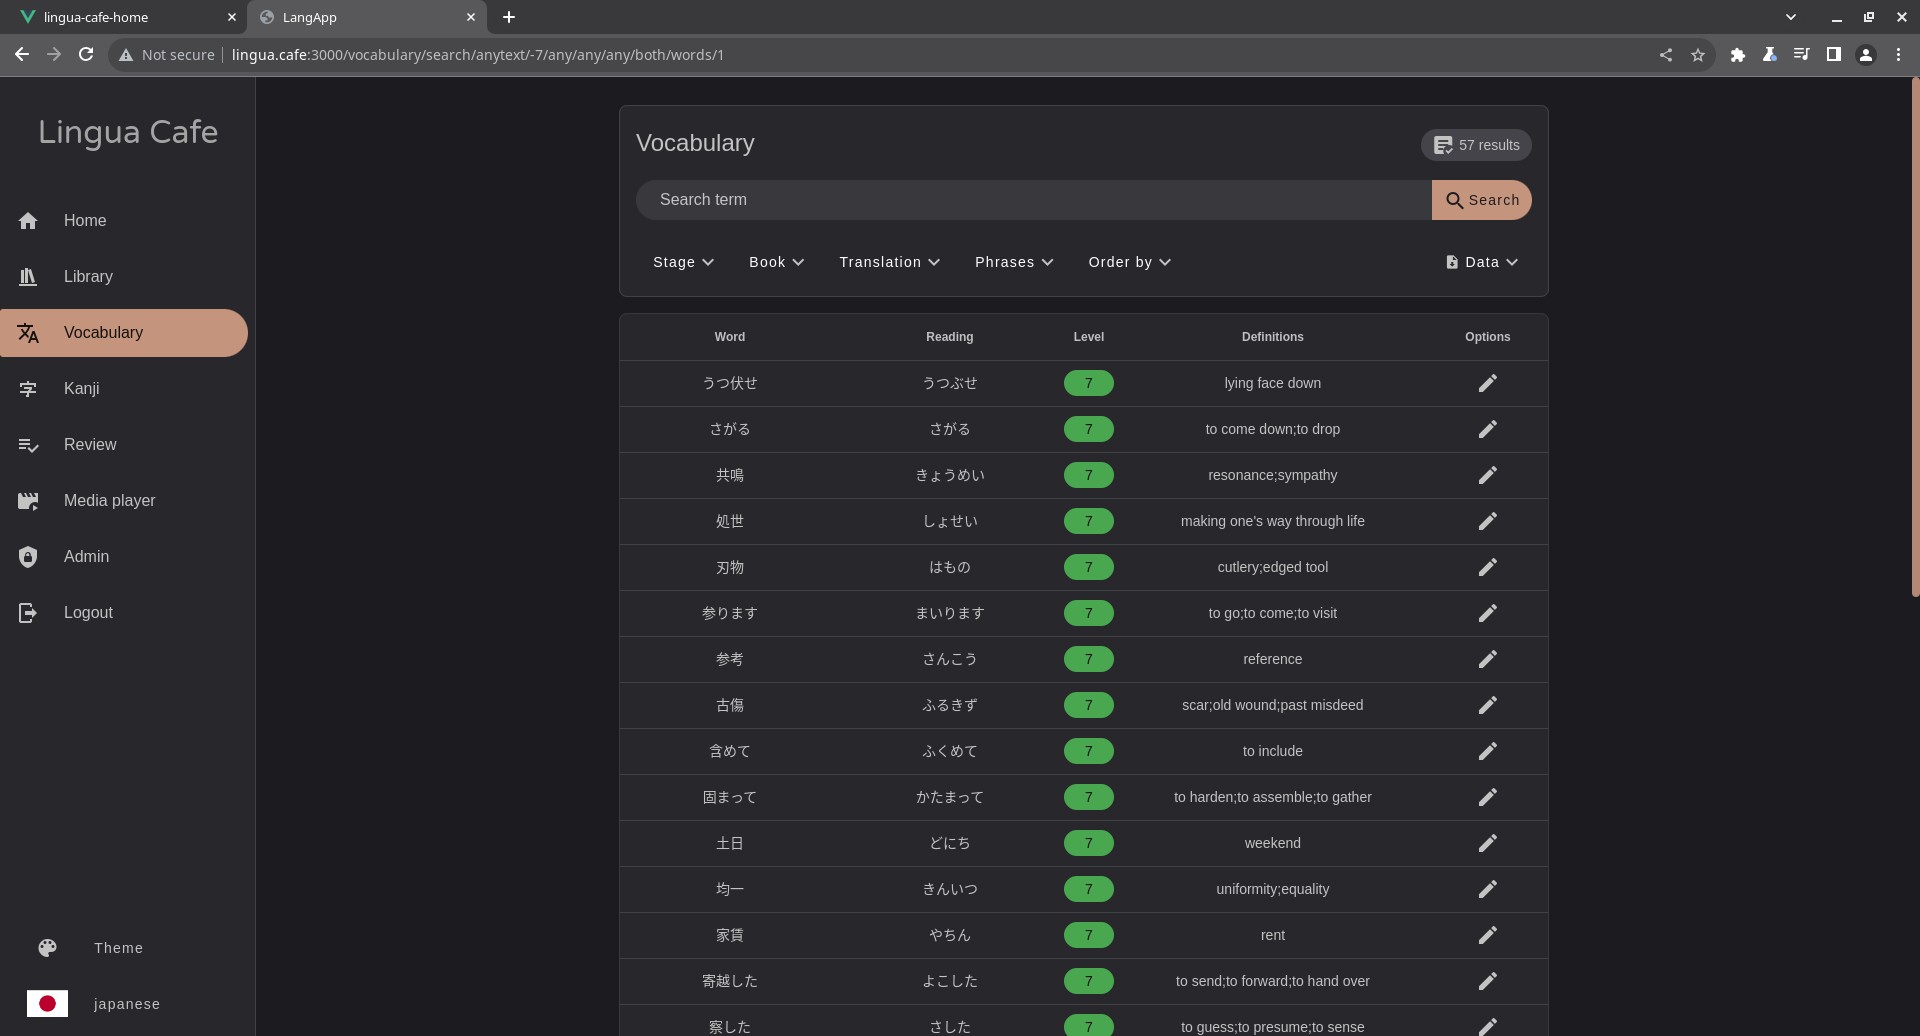 lingua-cafe-home
LangApp
Not secure
lingua.cafe:3000/vocabulary/search/anytext/-7/any/any/any/both/words/1
Lingua Cafe
Home
Library
Vocabulary
Kanji
Review
Media player
Admin
Logout
Theme
japanese
Vocabulary
57 results
Search term
Search
Stage
Book
Translation
Phrases
Order by
Data
Word Reading Level Definitions Options
うつ伏せ うつぶせ 7 lying face down
さがる さがる 7 to come down;to drop
共鳴 きょうめい 7 resonance;sympathy
処世 しょせい 7 making one's way through life
刃物 はもの 7 cutlery;edged tool
参ります まいります 7 to go;to come;to visit
参考 さんこう 7 reference
古傷 ふるきず 7 scar;old wound;past misdeed
含めて ふくめて 7 to include
固まって かたまって 7 to harden;to assemble;to gather
土日 どにち 7 weekend
均一 きんいつ 7 uniformity;equality
家賃 やちん 7 rent
寄越した よこした 7 to send;to forward;to hand over
察した さした 7 to guess;to presume;to sense